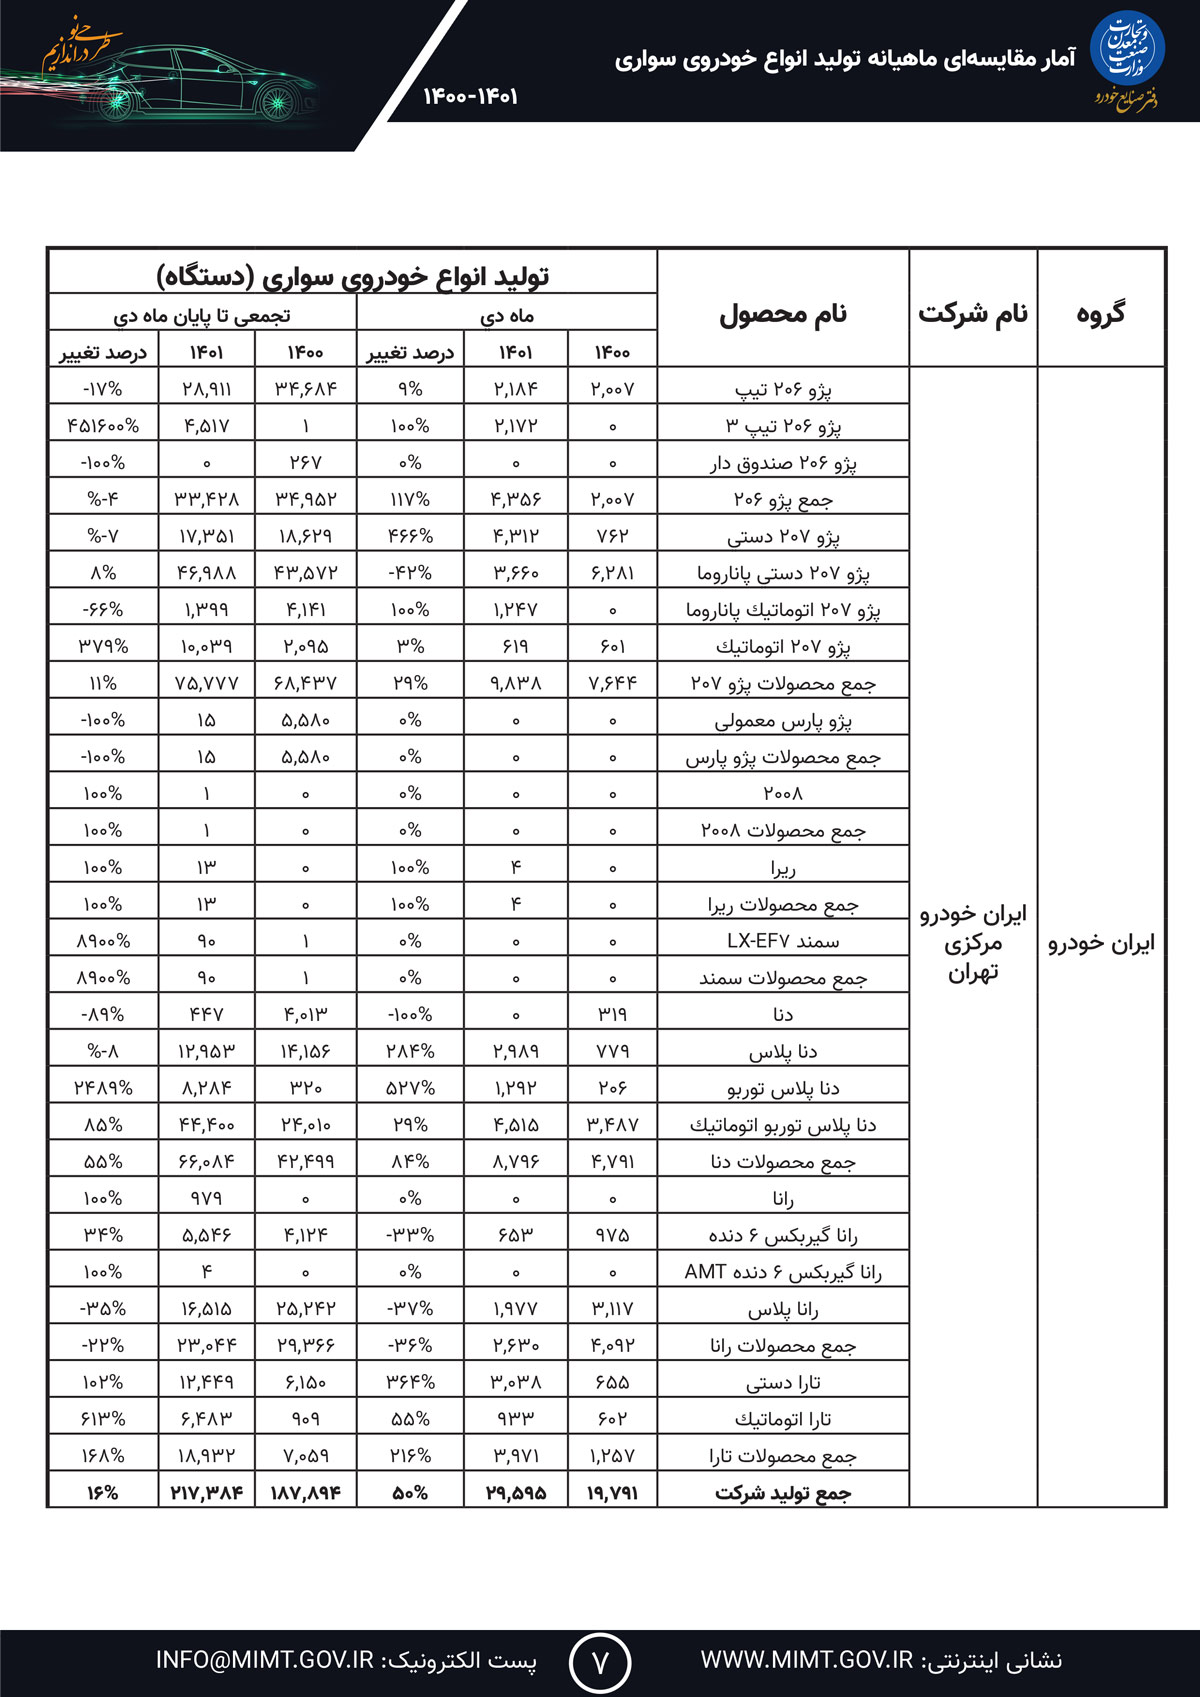 آمار مقایسه‌ای ماهیانه تولید انواع خودروی سواری
۱۴۰۰-۱۴۰۱
وزارت صنعت معدن و تجارت
دفتر صنایع خودرو
طرحی نو دراندازیم
گروه نام شرکت نام محصول تولید انواع خودروی سواری (دستگاه)
ماه دي تجمعی تا پایان ماه دي
۱۴۰۰ ۱۴۰۱ درصد تغییر ۱۴۰۰ ۱۴۰۱ درصد تغییر
پژو ۲۰۶ تیپ ۲,۰۰۷ ۲,۱۸۴ ۹% ۳۴,۶۸۴ ۲۸,۹۱۱ -۱۷%
پژو ۲۰۶ تیپ ۳ ۰ ۲,۱۷۲ ۱۰۰% ۱ ۴,۵۱۷ ۴۵۱۶۰۰%
پژو ۲۰۶ صندوق دار ۰ ۰ ۰% ۲۶۷ ۰ -۱۰۰%
جمع پژو ۲۰۶ ۲,۰۰۷ ۴,۳۵۶ ۱۱۷% ۳۴,۹۵۲ ۳۳,۴۲۸ %-۴
پژو ۲۰۷ دستی ۷۶۲ ۴,۳۱۲ ۴۶۶% ۱۸,۶۲۹ ۱۷,۳۵۱ %-۷
پژو ۲۰۷ دستی پاناروما ۶,۲۸۱ ۳,۶۶۰ -۴۲% ۴۳,۵۷۲ ۴۶,۹۸۸ ۸%
پژو ۲۰۷ اتوماتیك پاناروما ۰ ۱,۲۴۷ ۱۰۰% ۴,۱۴۱ ۱,۳۹۹ -۶۶%
پژو ۲۰۷ اتوماتیك ۶۰۱ ۶۱۹ ۳% ۲,۰۹۵ ۱۰,۰۳۹ ۳۷۹%
جمع محصولات پژو ۲۰۷ ۷,۶۴۴ ۹,۸۳۸ ۲۹% ۶۸,۴۳۷ ۷۵,۷۷۷ ۱۱%
پژو پارس معمولی ۰ ۰ ۰% ۵,۵۸۰ ۱۵ -۱۰۰%
جمع محصولات پژو پارس ۰ ۰ ۰% ۵,۵۸۰ ۱۵ -۱۰۰%
۲۰۰۸ ۰ ۰ ۰% ۰ ۱ ۱۰۰%
جمع محصولات ۲۰۰۸ ۰ ۰ ۰% ۰ ۱ ۱۰۰%
ریرا ۰ ۴ ۱۰۰% ۰ ۱۳ ۱۰۰%
جمع محصولات ریرا ۰ ۴ ۱۰۰% ۰ ۱۳ ۱۰۰%
سمند LX-EF۷ ۰ ۰ ۰% ۱ ۹۰ ۸۹۰۰%
جمع محصولات سمند ۰ ۰ ۰% ۱ ۹۰ ۸۹۰۰%
دنا ۳۱۹ ۰ -۱۰۰% ۴,۰۱۳ ۴۴۷ -۸۹%
دنا پلاس ۷۷۹ ۲,۹۸۹ ۲۸۴% ۱۴,۱۵۶ ۱۲,۹۵۳ %-۸
دنا پلاس توربو ۲۰۶ ۱,۲۹۲ ۵۲۷% ۳۲۰ ۸,۲۸۴ ۲۴۸۹%
دنا پلاس توربو اتوماتیك ۳,۴۸۷ ۴,۵۱۵ ۲۹% ۲۴,۰۱۰ ۴۴,۴۰۰ ۸۵%
جمع محصولات دنا ۴,۷۹۱ ۸,۷۹۶ ۸۴% ۴۲,۴۹۹ ۶۶,۰۸۴ ۵۵%
رانا ۰ ۰ ۰% ۰ ۹۷۹ ۱۰۰%
رانا گیربکس ۶ دنده ۹۷۵ ۶۵۳ -۳۳% ۴,۱۲۴ ۵,۵۴۶ ۳۴%
رانا گیربکس ۶ دنده AMT ۰ ۰ ۰% ۰ ۴ ۱۰۰%
رانا پلاس ۳,۱۱۷ ۱,۹۷۷ -۳۷% ۲۵,۲۴۲ ۱۶,۵۱۵ -۳۵%
جمع محصولات رانا ۴,۰۹۲ ۲,۶۳۰ -۳۶% ۲۹,۳۶۶ ۲۳,۰۴۴ -۲۲%
تارا دستی ۶۵۵ ۳,۰۳۸ ۳۶۴% ۶,۱۵۰ ۱۲,۴۴۹ ۱۰۲%
تارا اتوماتیك ۶۰۲ ۹۳۳ ۵۵% ۹۰۹ ۶,۴۸۳ ۶۱۳%
جمع محصولات تارا ۱,۲۵۷ ۳,۹۷۱ ۲۱۶% ۷,۰۵۹ ۱۸,۹۳۲ ۱۶۸%
جمع تولید شرکت ۱۹,۷۹۱ ۲۹,۵۹۵ ۵۰% ۱۸۷,۸۹۴ ۲۱۷,۳۸۴ ۱۶%
ایران خودرو
ایران خودرو
مرکزی
تهران
نشانی اینترنتی: WWW.MIMT.GOV.IR
۷
پست الکترونیک: INFO@MIMT.GOV.IR